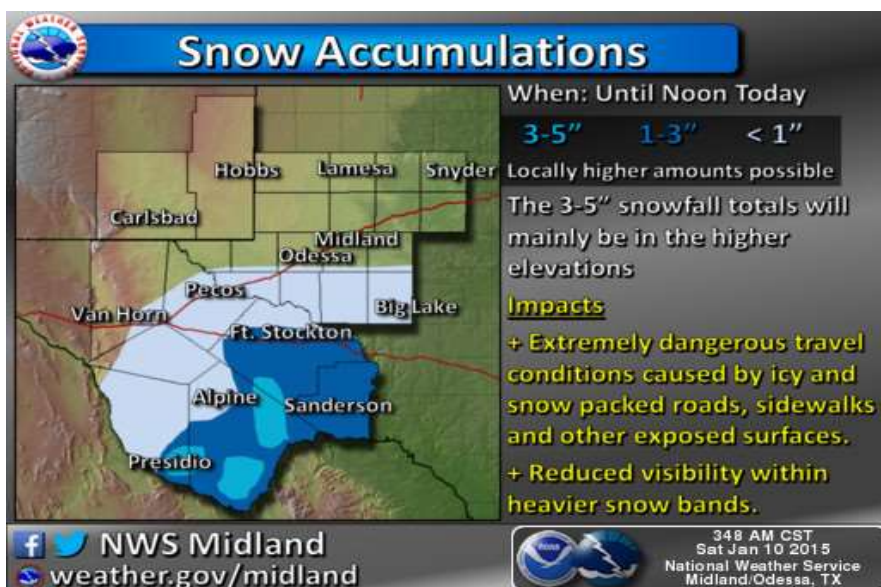 Snow Accumulations
When: Until Noon Today
3-5” 1-3” < 1”
Locally higher amounts possible
The 3-5” snowfall totals will
mainly be in the higher
elevations
Impacts
+ Extremely dangerous travel
conditions caused by icy and
snow packed roads, sidewalks
and other exposed surfaces.
+ Reduced visibility within
heavier snow bands.
Hobbs Lamesa Snyder
Carlsbad
Midland
Odessa
Pecos
Big Lake
Van Horn
Ft. Stockton
Alpine
Sanderson
Presidio
NWS Midland
weather.gov/midland
348 AM CST
Sat Jan 10 2015
National Weather Service
Midland/Odessa, TX